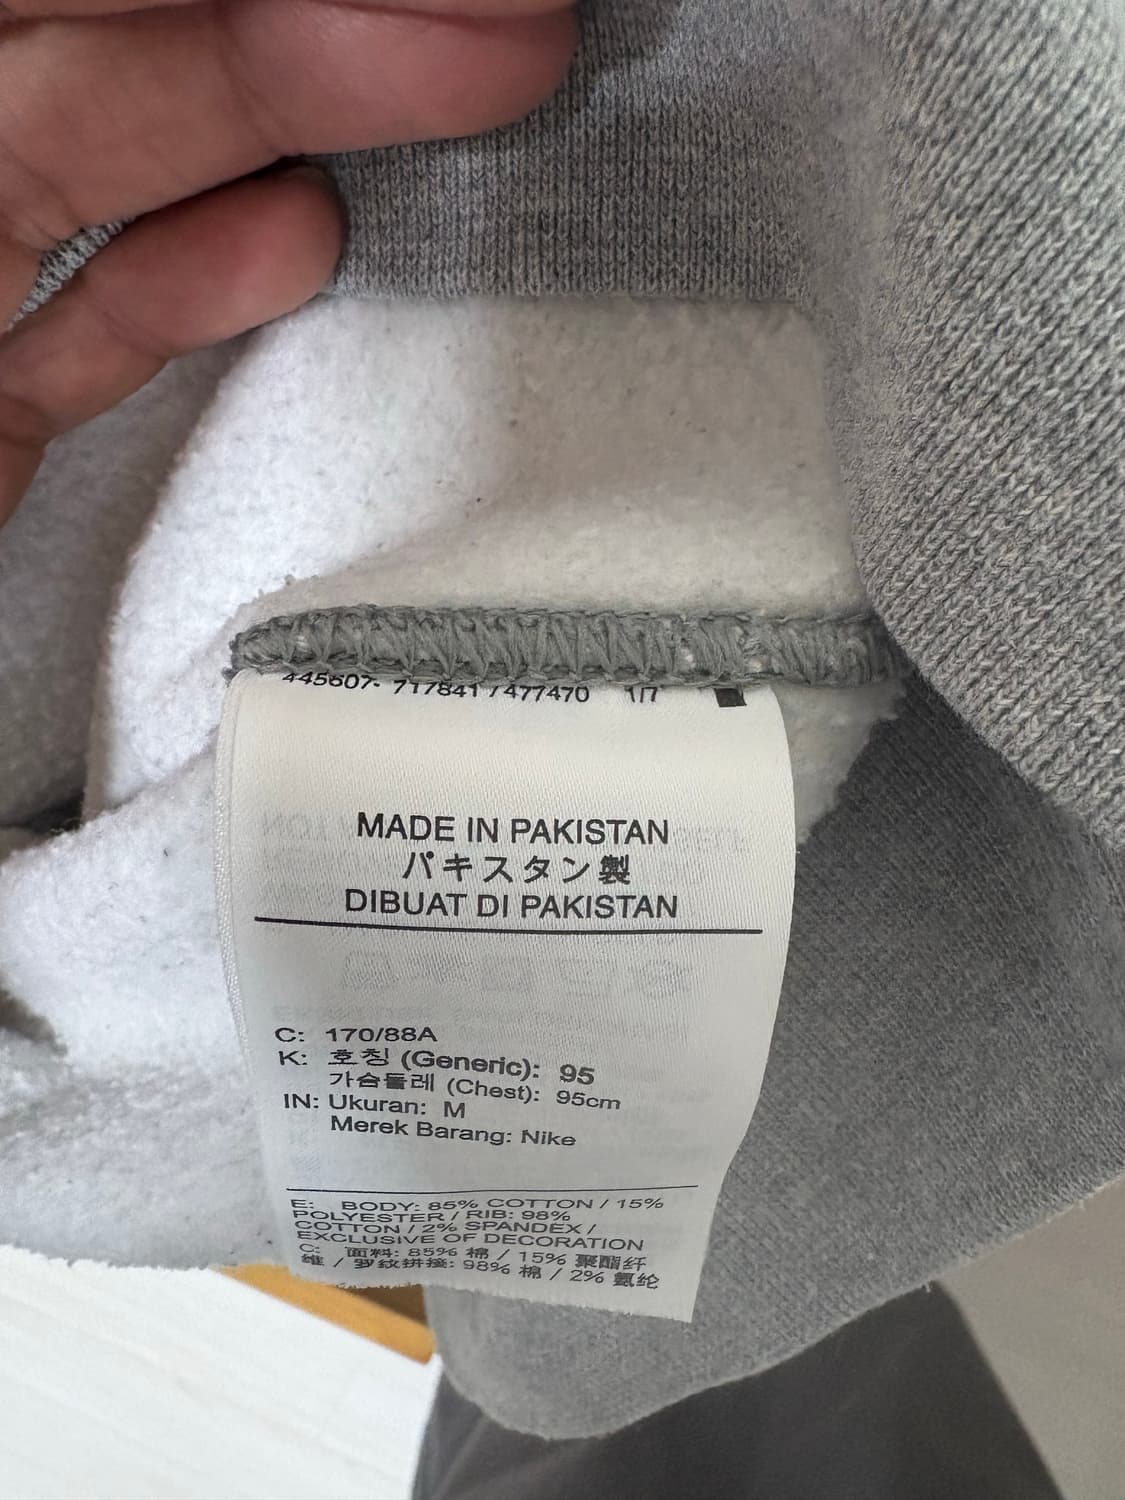 445607- 717841 / 477470 1/7
MADE IN PAKISTAN
パキスタン製
DIBUAT DI PAKISTAN
C: 170/88A
K: 호칭 (Generic): 95
가슴둘레 (Chest): 95cm
IN: Ukuran: M
Merek Barang: Nike
E: BODY: 85% COTTON / 15%
POLYESTER / RIB: 98%
COTTON / 2% SPANDEX /
EXCLUSIVE OF DECORATION
C: 面料: 85% 棉 / 15% 聚酯纤
维 / 罗纹拼接: 98% 棉 / 2% 氨纶